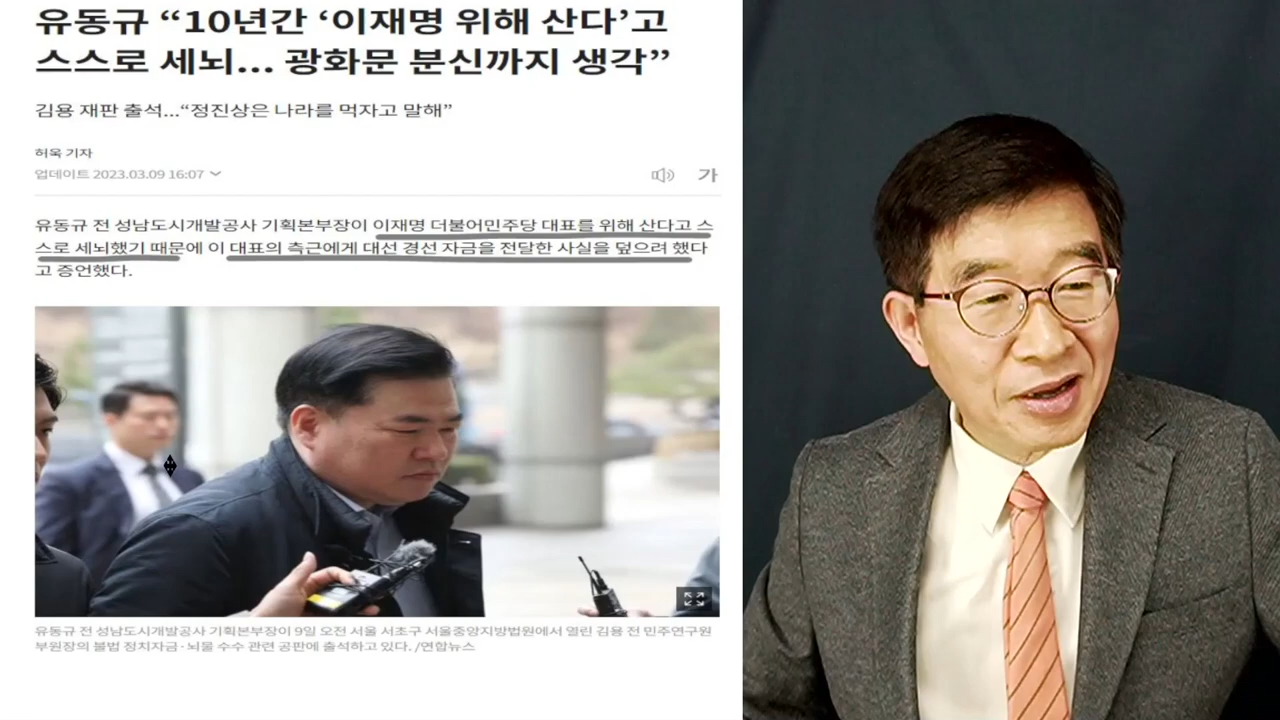 유동규 “10년간 ‘이재명 위해 산다’고
스스로 세뇌... 광화문 분신까지 생각”
김용 재판 출석...“정진상은 나라를 먹자고 말해”
허욱 기자
업데이트 2023.03.09 16:07
가
유동규 전 성남도시개발공사 기획본부장이 이재명 더불어민주당 대표를 위해 산다고 스
스로 세뇌했기 때문에 이 대표의 측근에게 대선 경선 자금을 전달한 사실을 덮으려 했다
고 증언했다.
유동규 전 성남도시개발공사 기획본부장이 9일 오전 서울 서초구 서울중앙지방법원에서 열린 김용 전 민주연구원
부원장의 불법 정치자금·뇌물 수수 관련 공판에 출석하고 있다. /연합뉴스